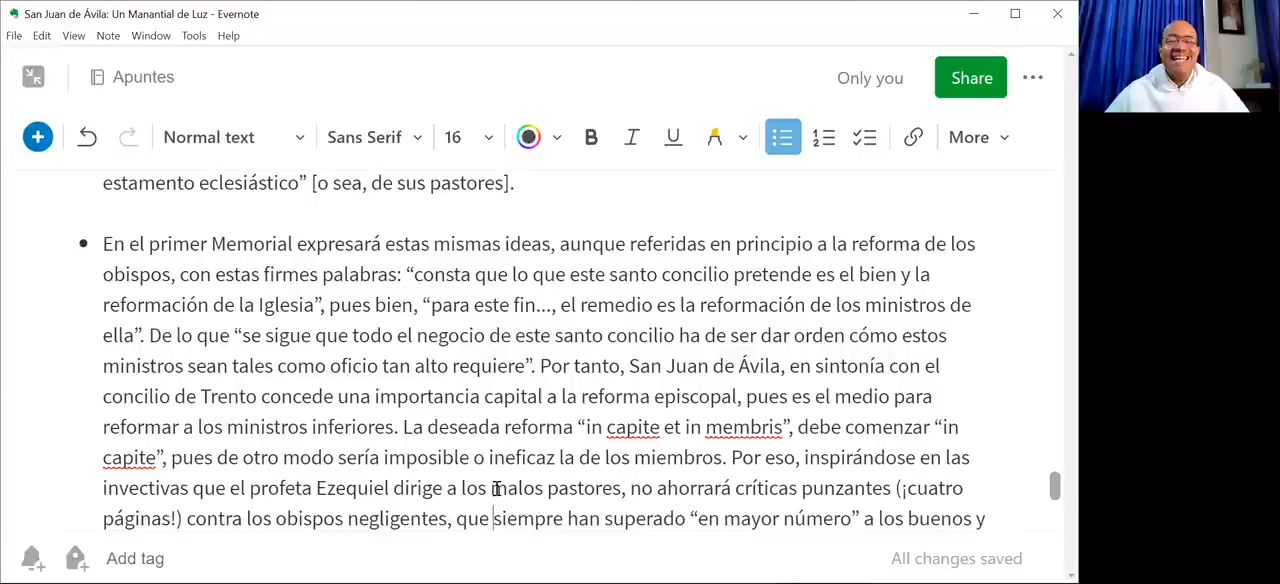 San Juan de Ávila: Un Manantial de Luz - Evernote
File Edit View Note Window Tools Help
Apuntes
Only you
Share
Normal text
Sans Serif
16
B I U
More
estamento eclesiástico” [o sea, de sus pastores].
En el primer Memorial expresará estas mismas ideas, aunque referidas en principio a la reforma de los
obispos, con estas firmes palabras: “consta que lo que este santo concilio pretende es el bien y la
reformación de la Iglesia”, pues bien, “para este fin..., el remedio es la reformación de los ministros de
ella”. De lo que “se sigue que todo el negocio de este santo concilio ha de ser dar orden cómo estos
ministros sean tales como oficio tan alto requiere”. Por tanto, San Juan de Ávila, en sintonía con el
concilio de Trento concede una importancia capital a la reforma episcopal, pues es el medio para
reformar a los ministros inferiores. La deseada reforma “in capite et in membris”, debe comenzar “in
capite”, pues de otro modo sería imposible o ineficaz la de los miembros. Por eso, inspirándose en las
invectivas que el profeta Ezequiel dirige a los malos pastores, no ahorrará críticas punzantes (¡cuatro
páginas!) contra los obispos negligentes, que siempre han superado “en mayor número” a los buenos y
Add tag
All changes saved